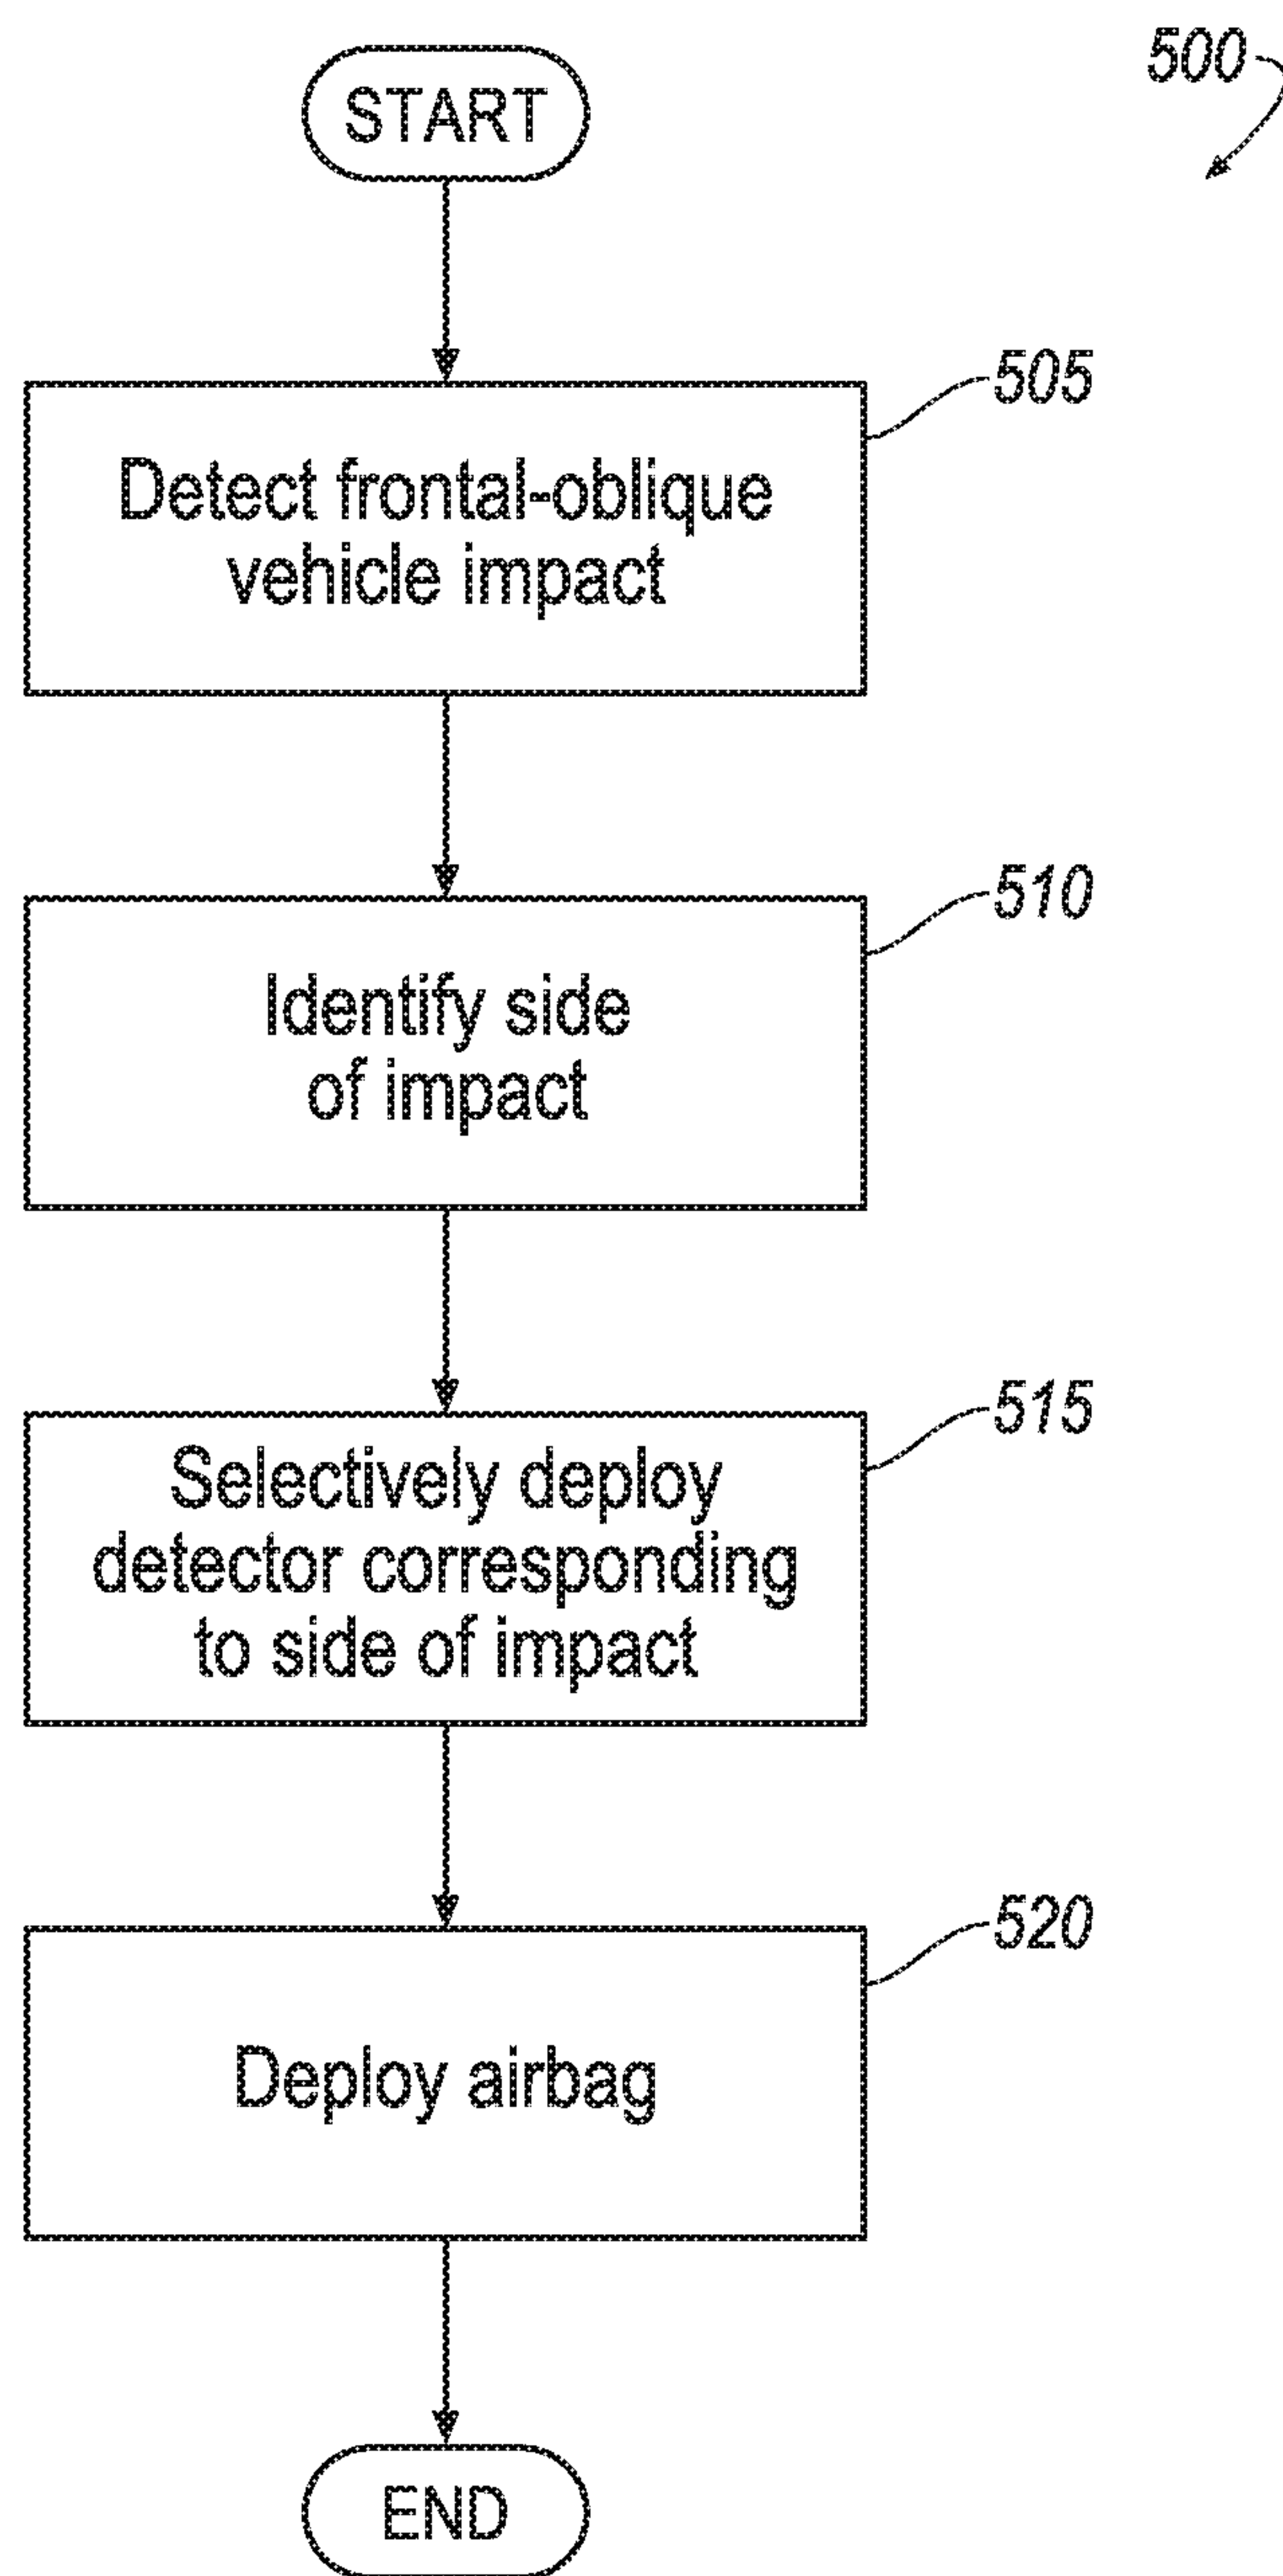 500
START
505
Detect frontal-oblique
vehicle impact
510
Identify side
of impact
515
Selectively deploy
detector corresponding
to side of impact
520
Deploy airbag
END